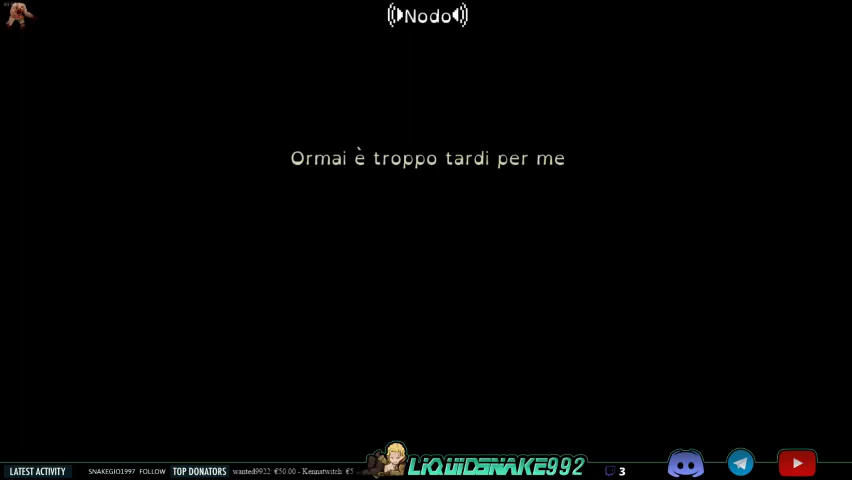 Nodo
Ormai è troppo tardi per me
LATEST ACTIVITY SNAKEGIO1997 FOLLOW TOP DONATORS wanted9922: €50.00 - Kennatwitch: €5 LIQUIDSNAKE992 3